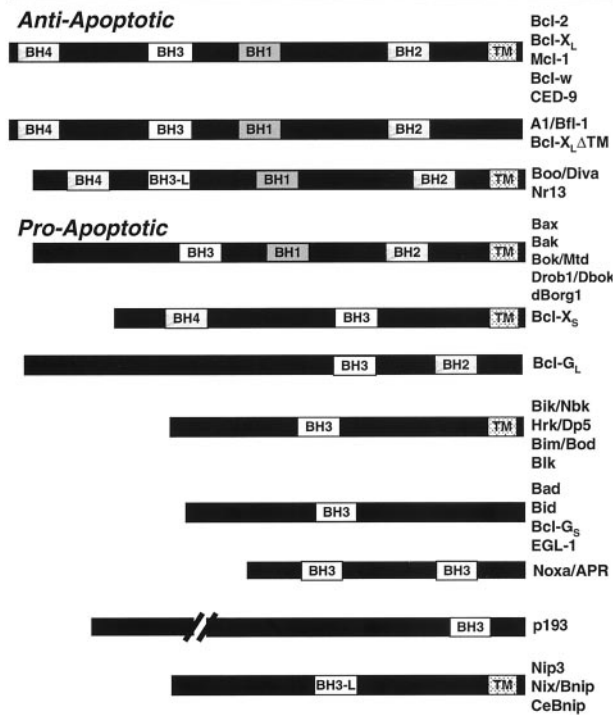 Anti-Apoptotic
BH4 BH3 BH1 BH2 TM
Bcl-2
Bcl-XL
Mcl-1
Bcl-w
CED-9
BH4 BH3 BH1 BH2
A1/Bfl-1
Bcl-XLΔTM
BH4 BH3-L BH1 BH2 TM
Boo/Diva
Nr13
Pro-Apoptotic
BH3 BH1 BH2 TM
Bax
Bak
Bok/Mtd
Drob1/Dbok
dBorg1
BH4 BH3 TM
Bcl-XS
BH3 BH2
Bcl-GL
BH3 TM
Bik/Nbk
Hrk/Dp5
Bim/Bod
Blk
BH3
Bad
Bid
Bcl-GS
EGL-1
BH3 BH3
Noxa/APR
BH3
p193
BH3-L TM
Nip3
Nix/Bnip
CeBnip